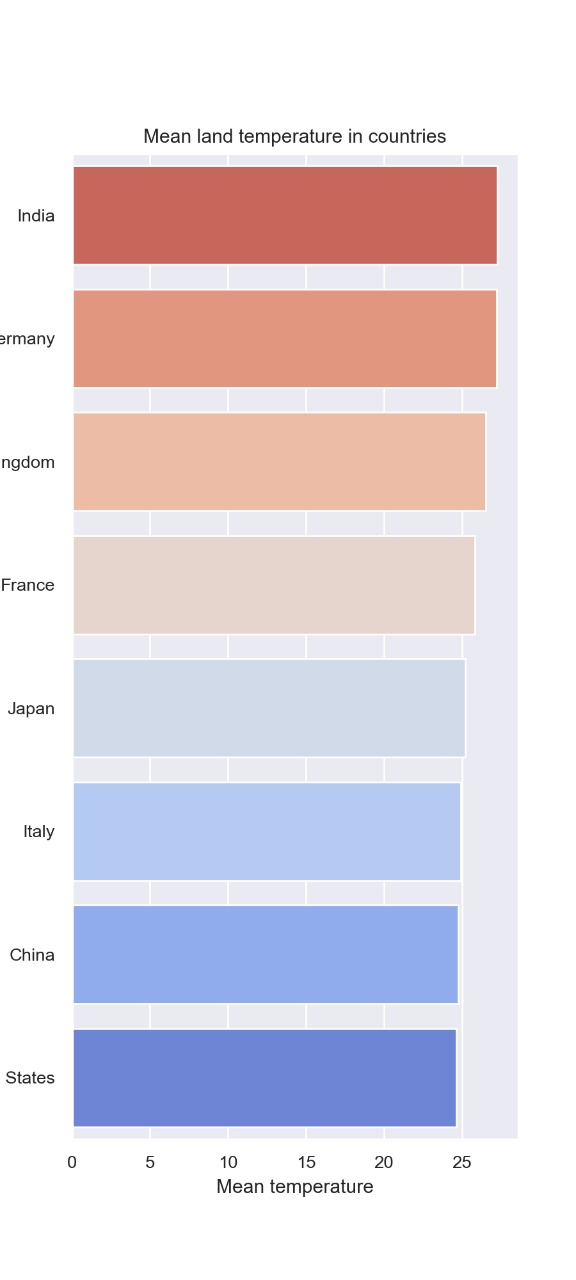 Mean land temperature in countries
India
ermany
ngdom
France
Japan
Italy
China
States
0 5 10 15 20 25
Mean temperature